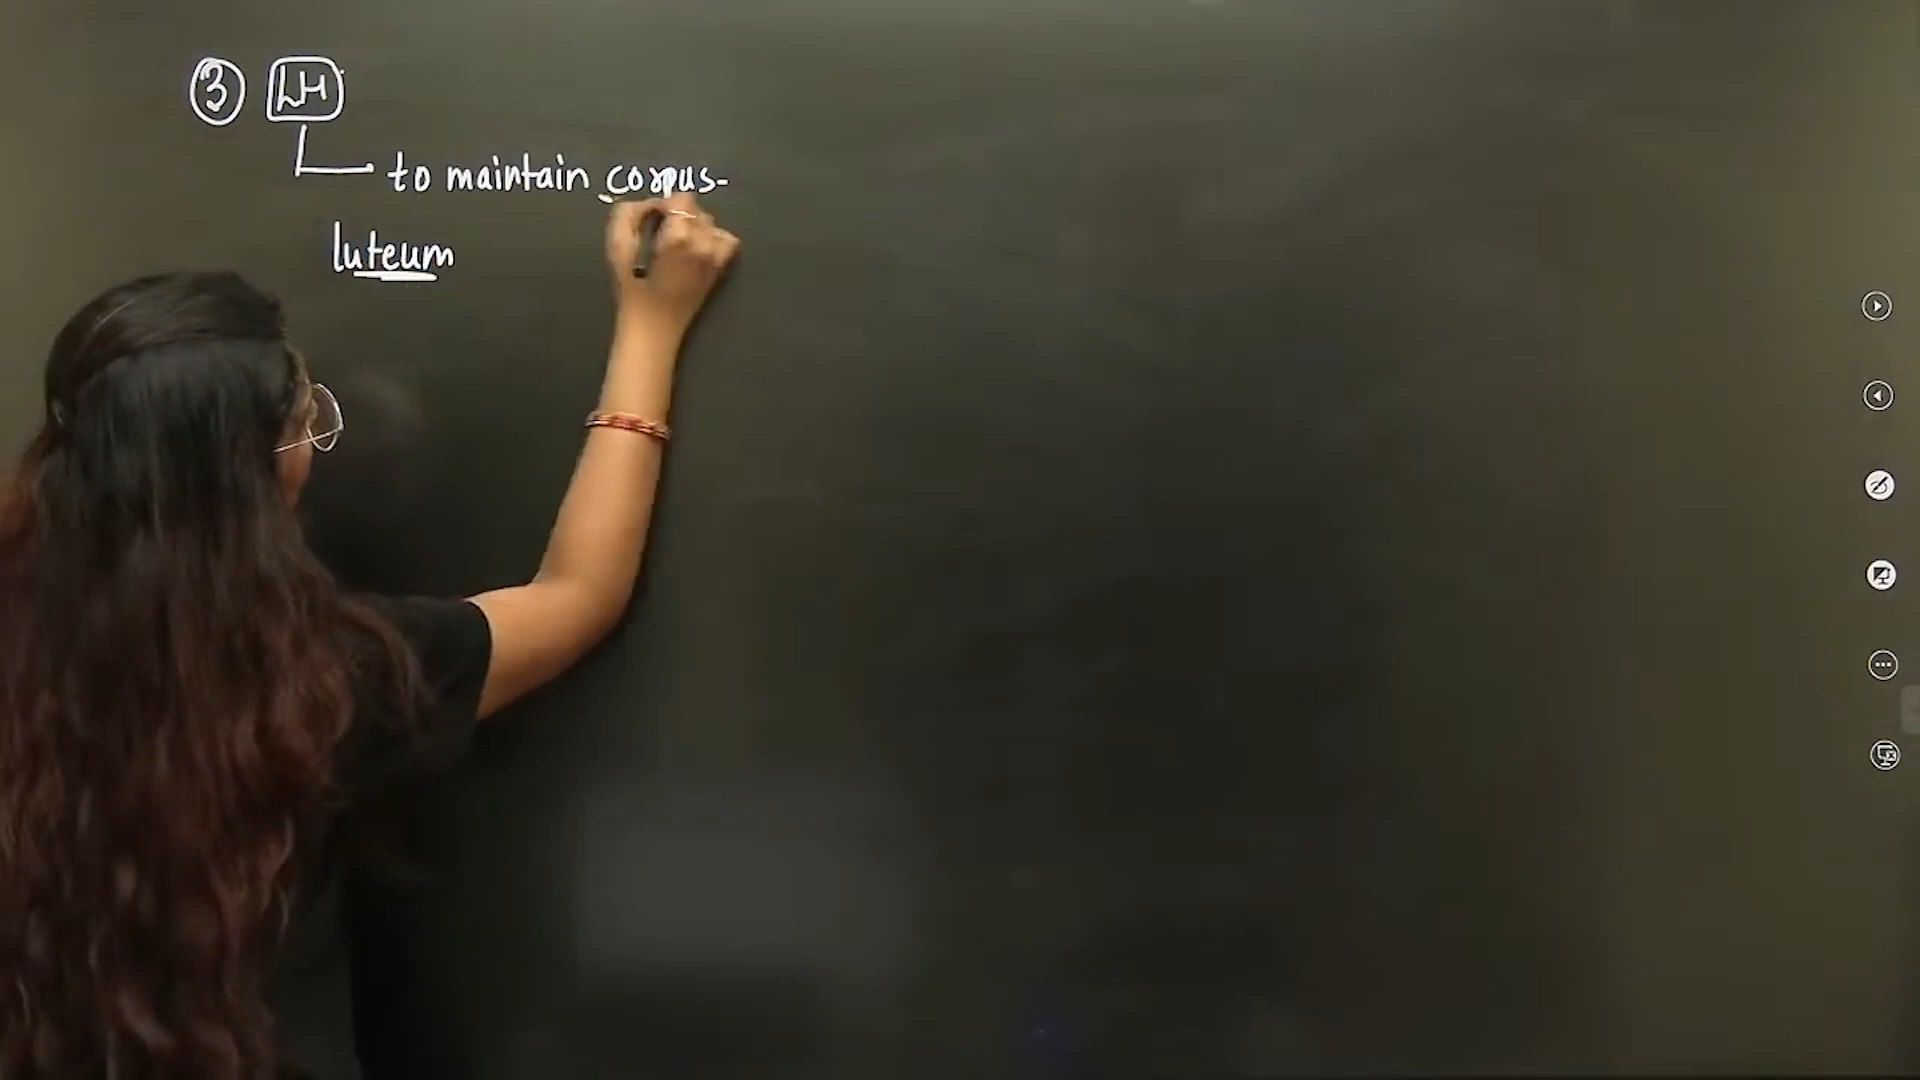 ③ LH
to maintain corpus-
luteum